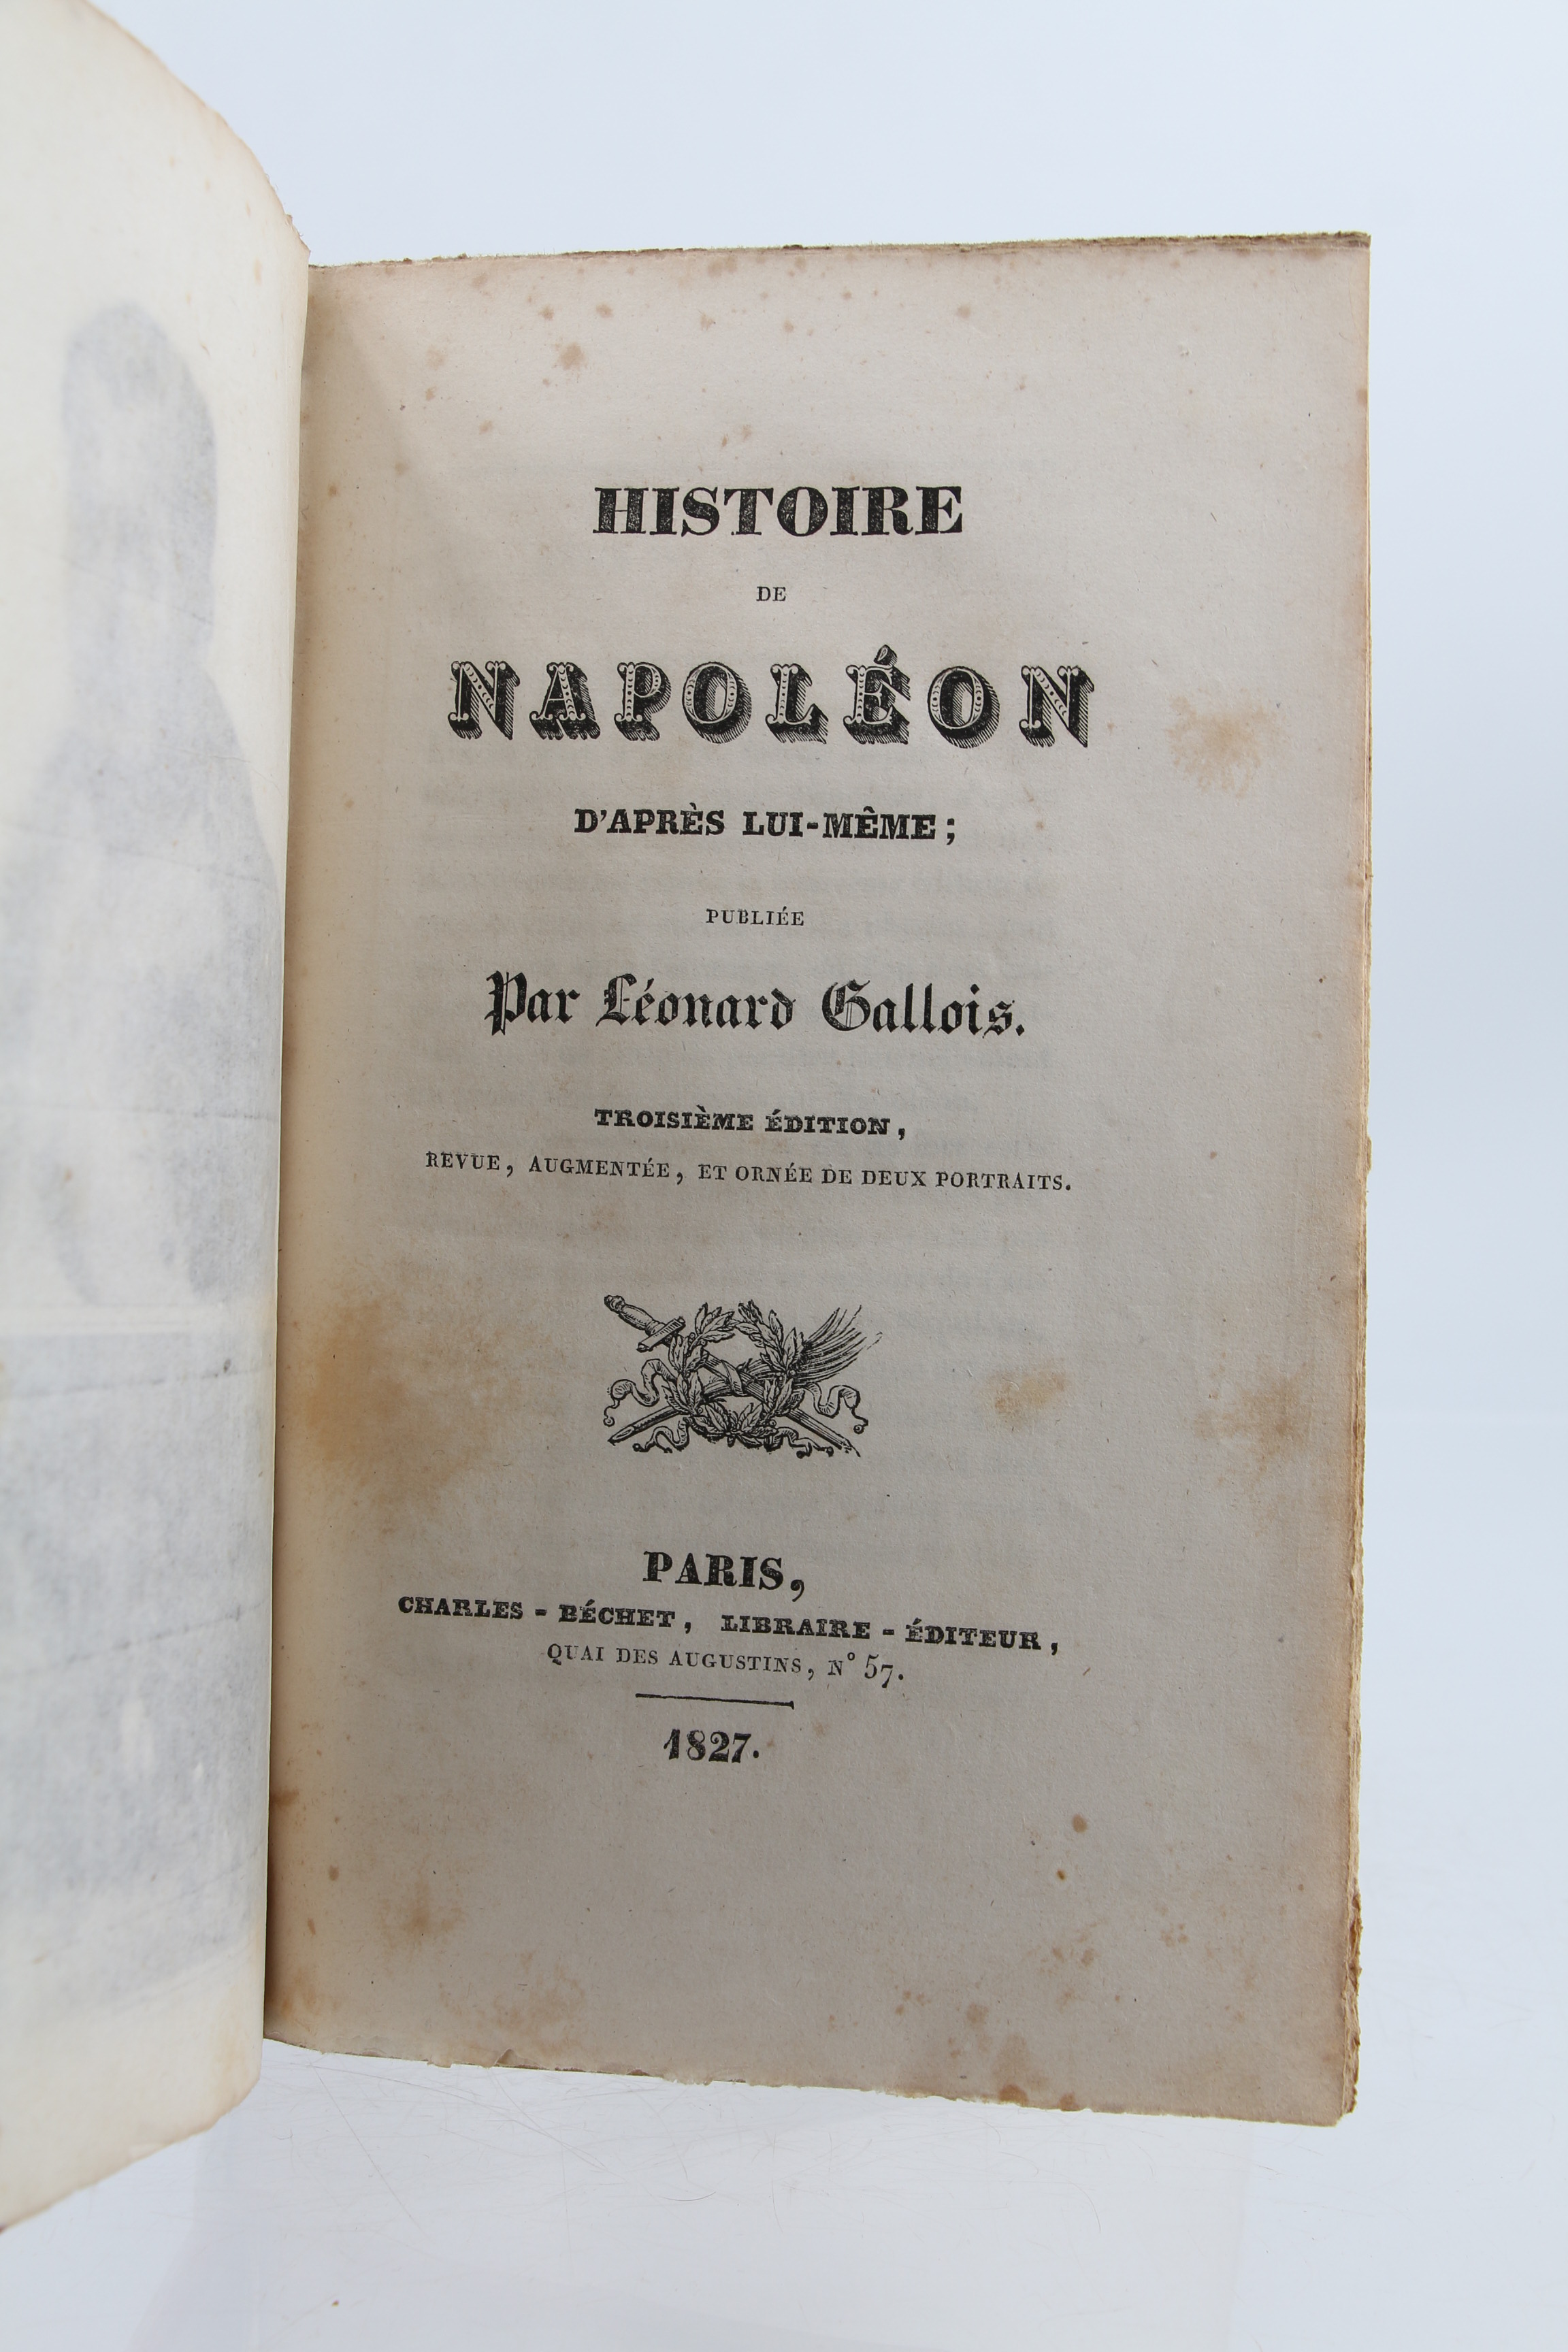 HISTOIRE
DE
NAPOLÉON
D'APRÈS LUI-MÊME;
PUBLIÉE
Par Léonard Gallois.
TROISIÈME ÉDITION,
REVUE, AUGMENTÉE, ET ORNÉE DE DEUX PORTRAITS.
PARIS,
CHARLES-BÉCHET, LIBRAIRE-ÉDITEUR,
QUAI DES AUGUSTINS, N° 57.
1827.